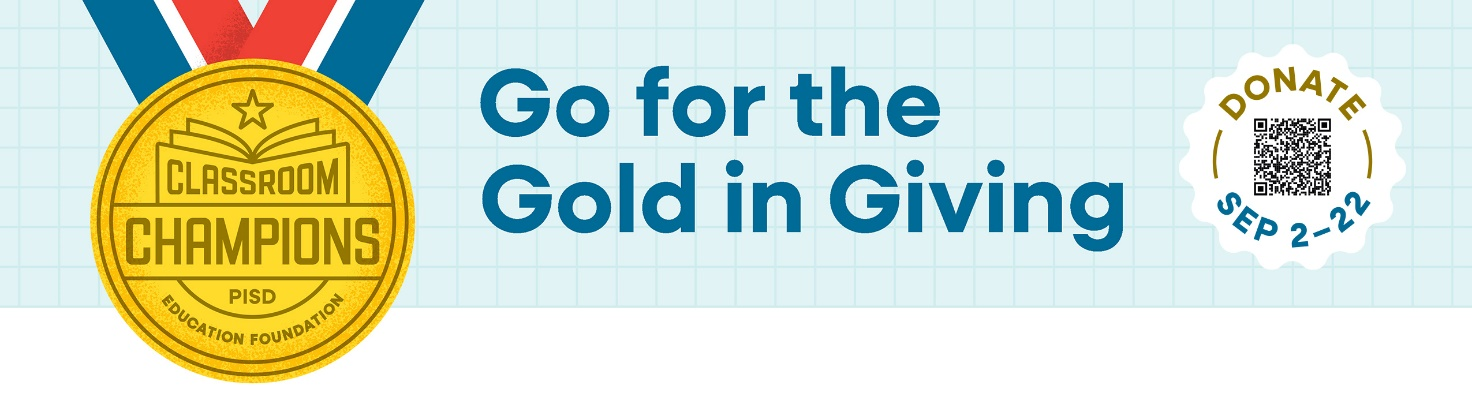 CLASSROOM
CHAMPIONS
PISD
EDUCATION FOUNDATION
Go for the
Gold in Giving
DONATE
SEP 2–22